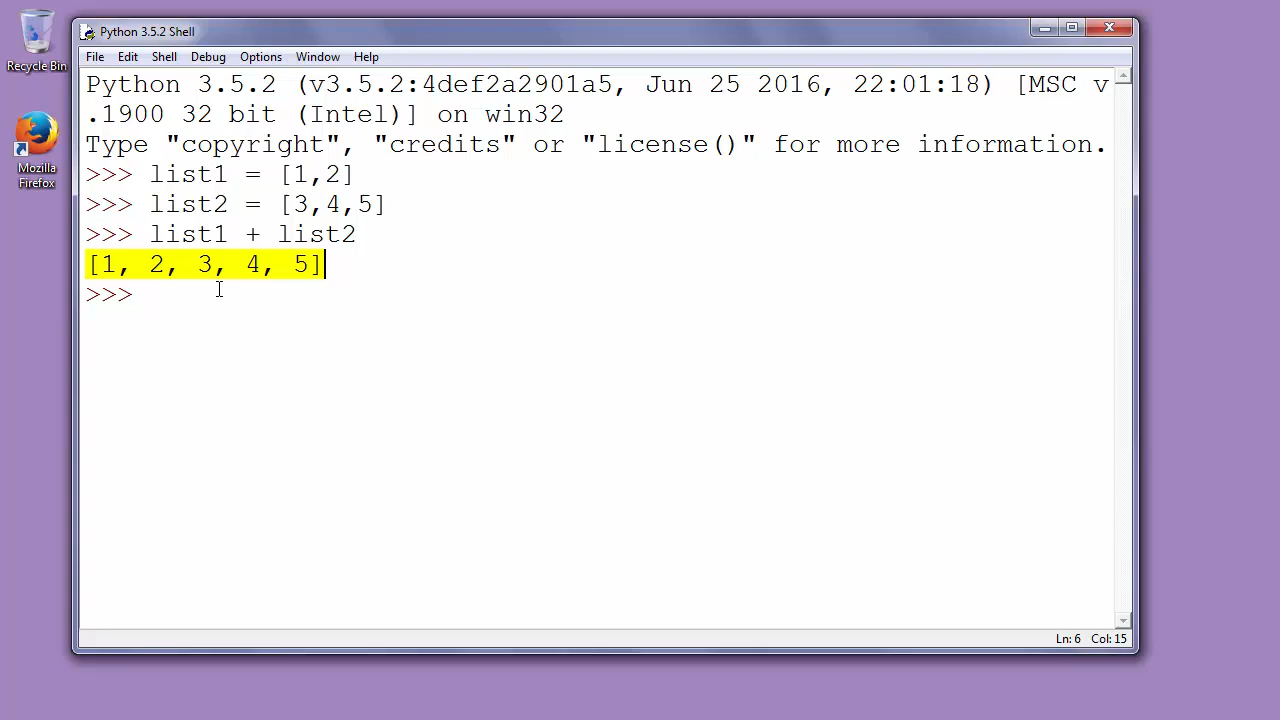 Recycle Bin
Mozilla
Firefox
Python 3.5.2 Shell
File Edit Shell Debug Options Window Help
Python 3.5.2 (v3.5.2:4def2a2901a5, Jun 25 2016, 22:01:18) [MSC v
.1900 32 bit (Intel)] on win32
Type "copyright", "credits" or "license()" for more information.
>>> list1 = [1,2]
>>> list2 = [3,4,5]
>>> list1 + list2
[1, 2, 3, 4, 5]
>>>
Ln: 6 Col: 15